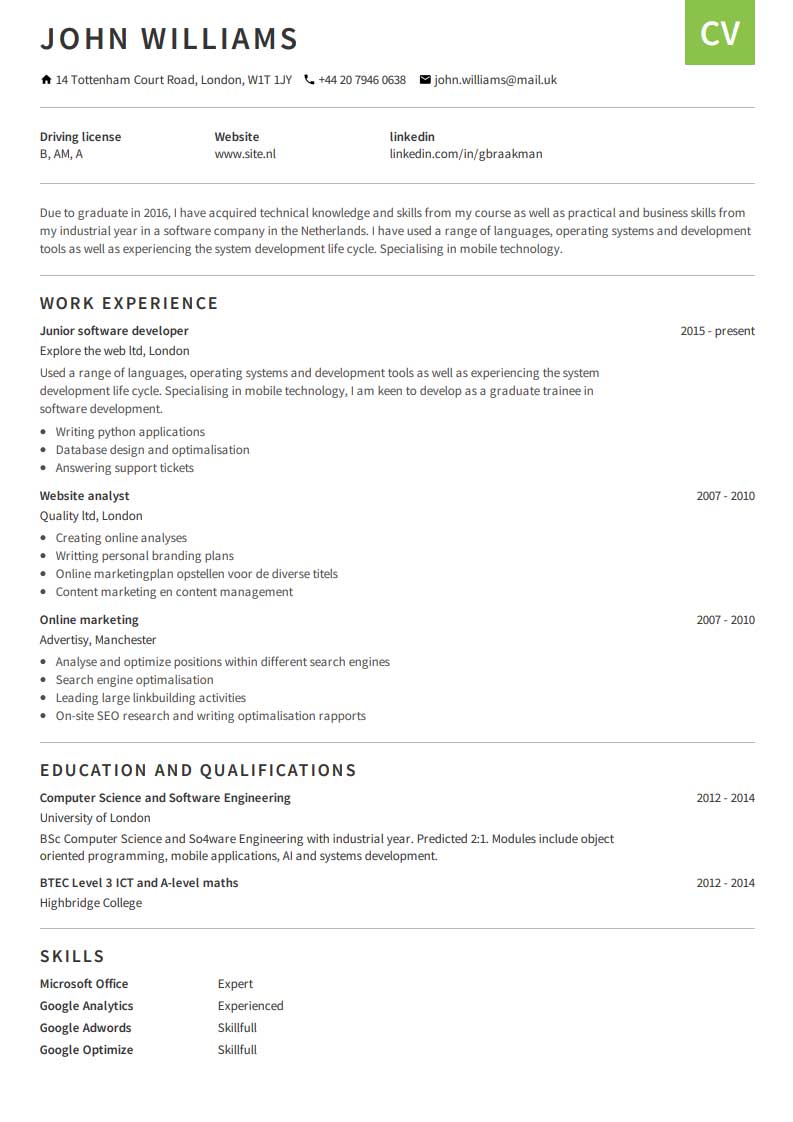 JOHN WILLIAMS
CV
14 Tottenham Court Road, London, W1T 1JY +44 20 7946 0638 john.williams@mail.uk
Driving license Website linkedin
B, AM, A www.site.nl linkedin.com/in/gbraakman
Due to graduate in 2016, I have acquired technical knowledge and skills from my course as well as practical and business skills from
my industrial year in a software company in the Netherlands. I have used a range of languages, operating systems and development
tools as well as experiencing the system development life cycle. Specialising in mobile technology.
WORK EXPERIENCE
Junior software developer 2015 - present
Explore the web ltd, London
Used a range of languages, operating systems and development tools as well as experiencing the system
development life cycle. Specialising in mobile technology, I am keen to develop as a graduate trainee in
software development.
• Writing python applications
• Database design and optimalisation
• Answering support tickets
Website analyst 2007 - 2010
Quality ltd, London
• Creating online analyses
• Writting personal branding plans
• Online marketingplan opstellen voor de diverse titels
• Content marketing en content management
Online marketing 2007 - 2010
Advertisy, Manchester
• Analyse and optimize positions within different search engines
• Search engine optimalisation
• Leading large linkbuilding activities
• On-site SEO research and writing optimalisation rapports
EDUCATION AND QUALIFICATIONS
Computer Science and Software Engineering 2012 - 2014
University of London
BSc Computer Science and So4ware Engineering with industrial year. Predicted 2:1. Modules include object
oriented programming, mobile applications, AI and systems development.
BTEC Level 3 ICT and A-level maths 2012 - 2014
Highbridge College
SKILLS
Microsoft Office Expert
Google Analytics Experienced
Google Adwords Skillfull
Google Optimize Skillfull